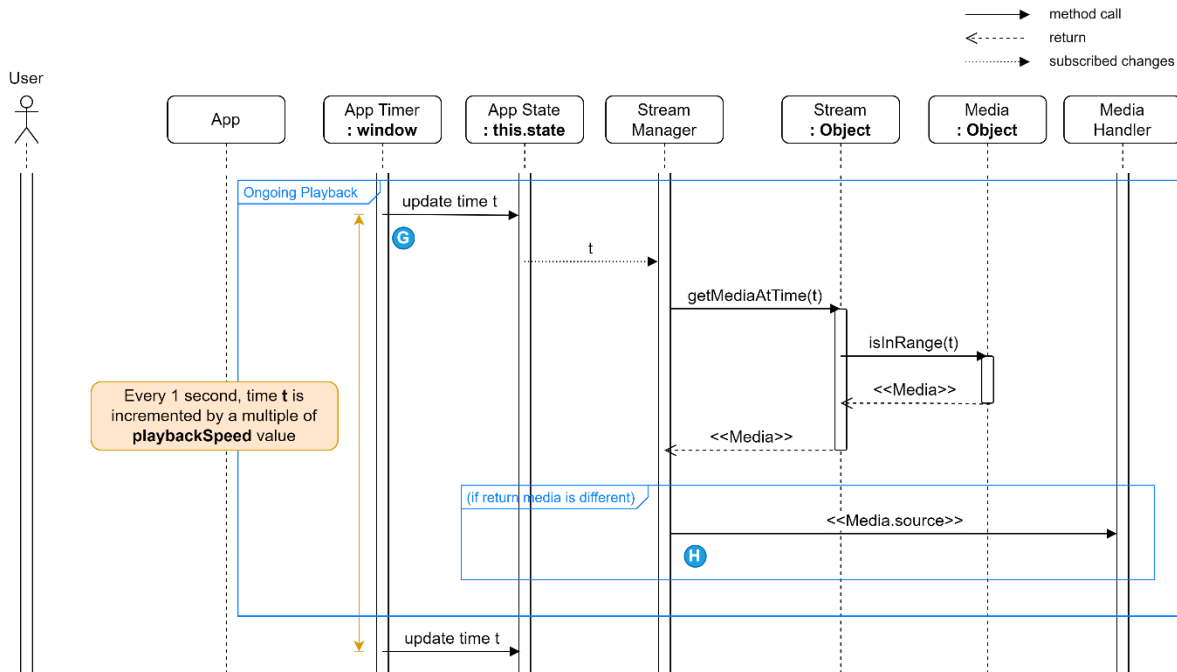 method call
return
subscribed changes
User
App
App Timer
: window
App State
: this.state
Stream
Manager
Stream
: Object
Media
: Object
Media
Handler
Ongoing Playback
update time t
G
t
getMediaAtTime(t)
isInRange(t)
<<Media>>
Every 1 second, time t is
incremented by a multiple of
playbackSpeed value
<<Media>>
(if return media is different)
<<Media.source>>
H
update time t